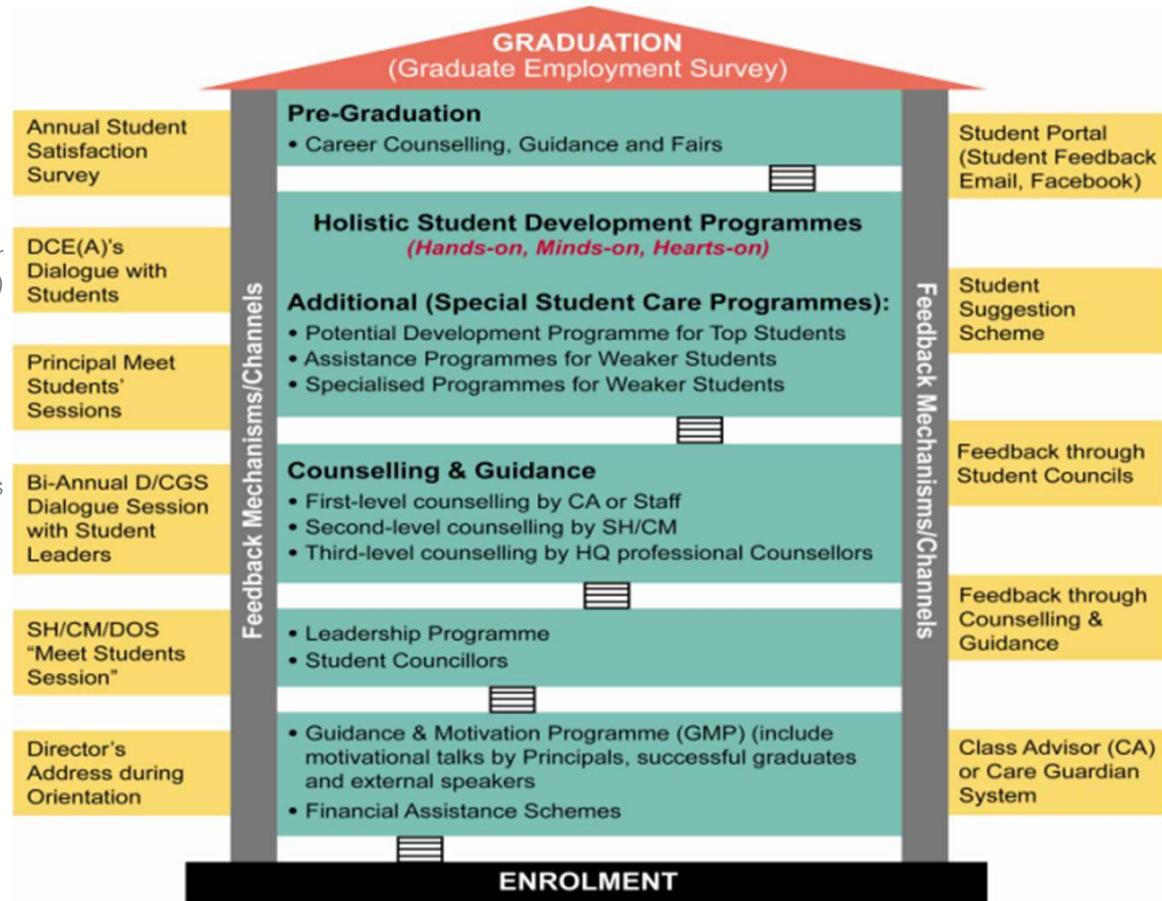 GRADUATION
(Graduate Employment Survey)
Pre-Graduation
• Career Counselling, Guidance and Fairs
Holistic Student Development Programmes
(Hands-on, Minds-on, Hearts-on)
Additional (Special Student Care Programmes):
• Potential Development Programme for Top Students
• Assistance Programmes for Weaker Students
• Specialised Programmes for Weaker Students
Counselling & Guidance
• First-level counselling by CA or Staff
• Second-level counselling by SH/CM
• Third-level counselling by HQ professional Counsellors
• Leadership Programme
• Student Councillors
• Guidance & Motivation Programme (GMP) (include
motivational talks by Principals, successful graduates
and external speakers
• Financial Assistance Schemes
ENROLMENT
Feedback Mechanisms/Channels
Feedback Mechanisms/Channels
Annual Student
Satisfaction
Survey
DCE(A)'s
Dialogue with
Students
Principal Meet
Students'
Sessions
Bi-Annual D/CGS
Dialogue Session
with Student
Leaders
SH/CM/DOS
“Meet Students
Session”
Director's
Address during
Orientation
Student Portal
(Student Feedback
Email, Facebook)
Student
Suggestion
Scheme
Feedback through
Student Councils
Feedback through
Counselling &
Guidance
Class Advisor (CA)
or Care Guardian
System